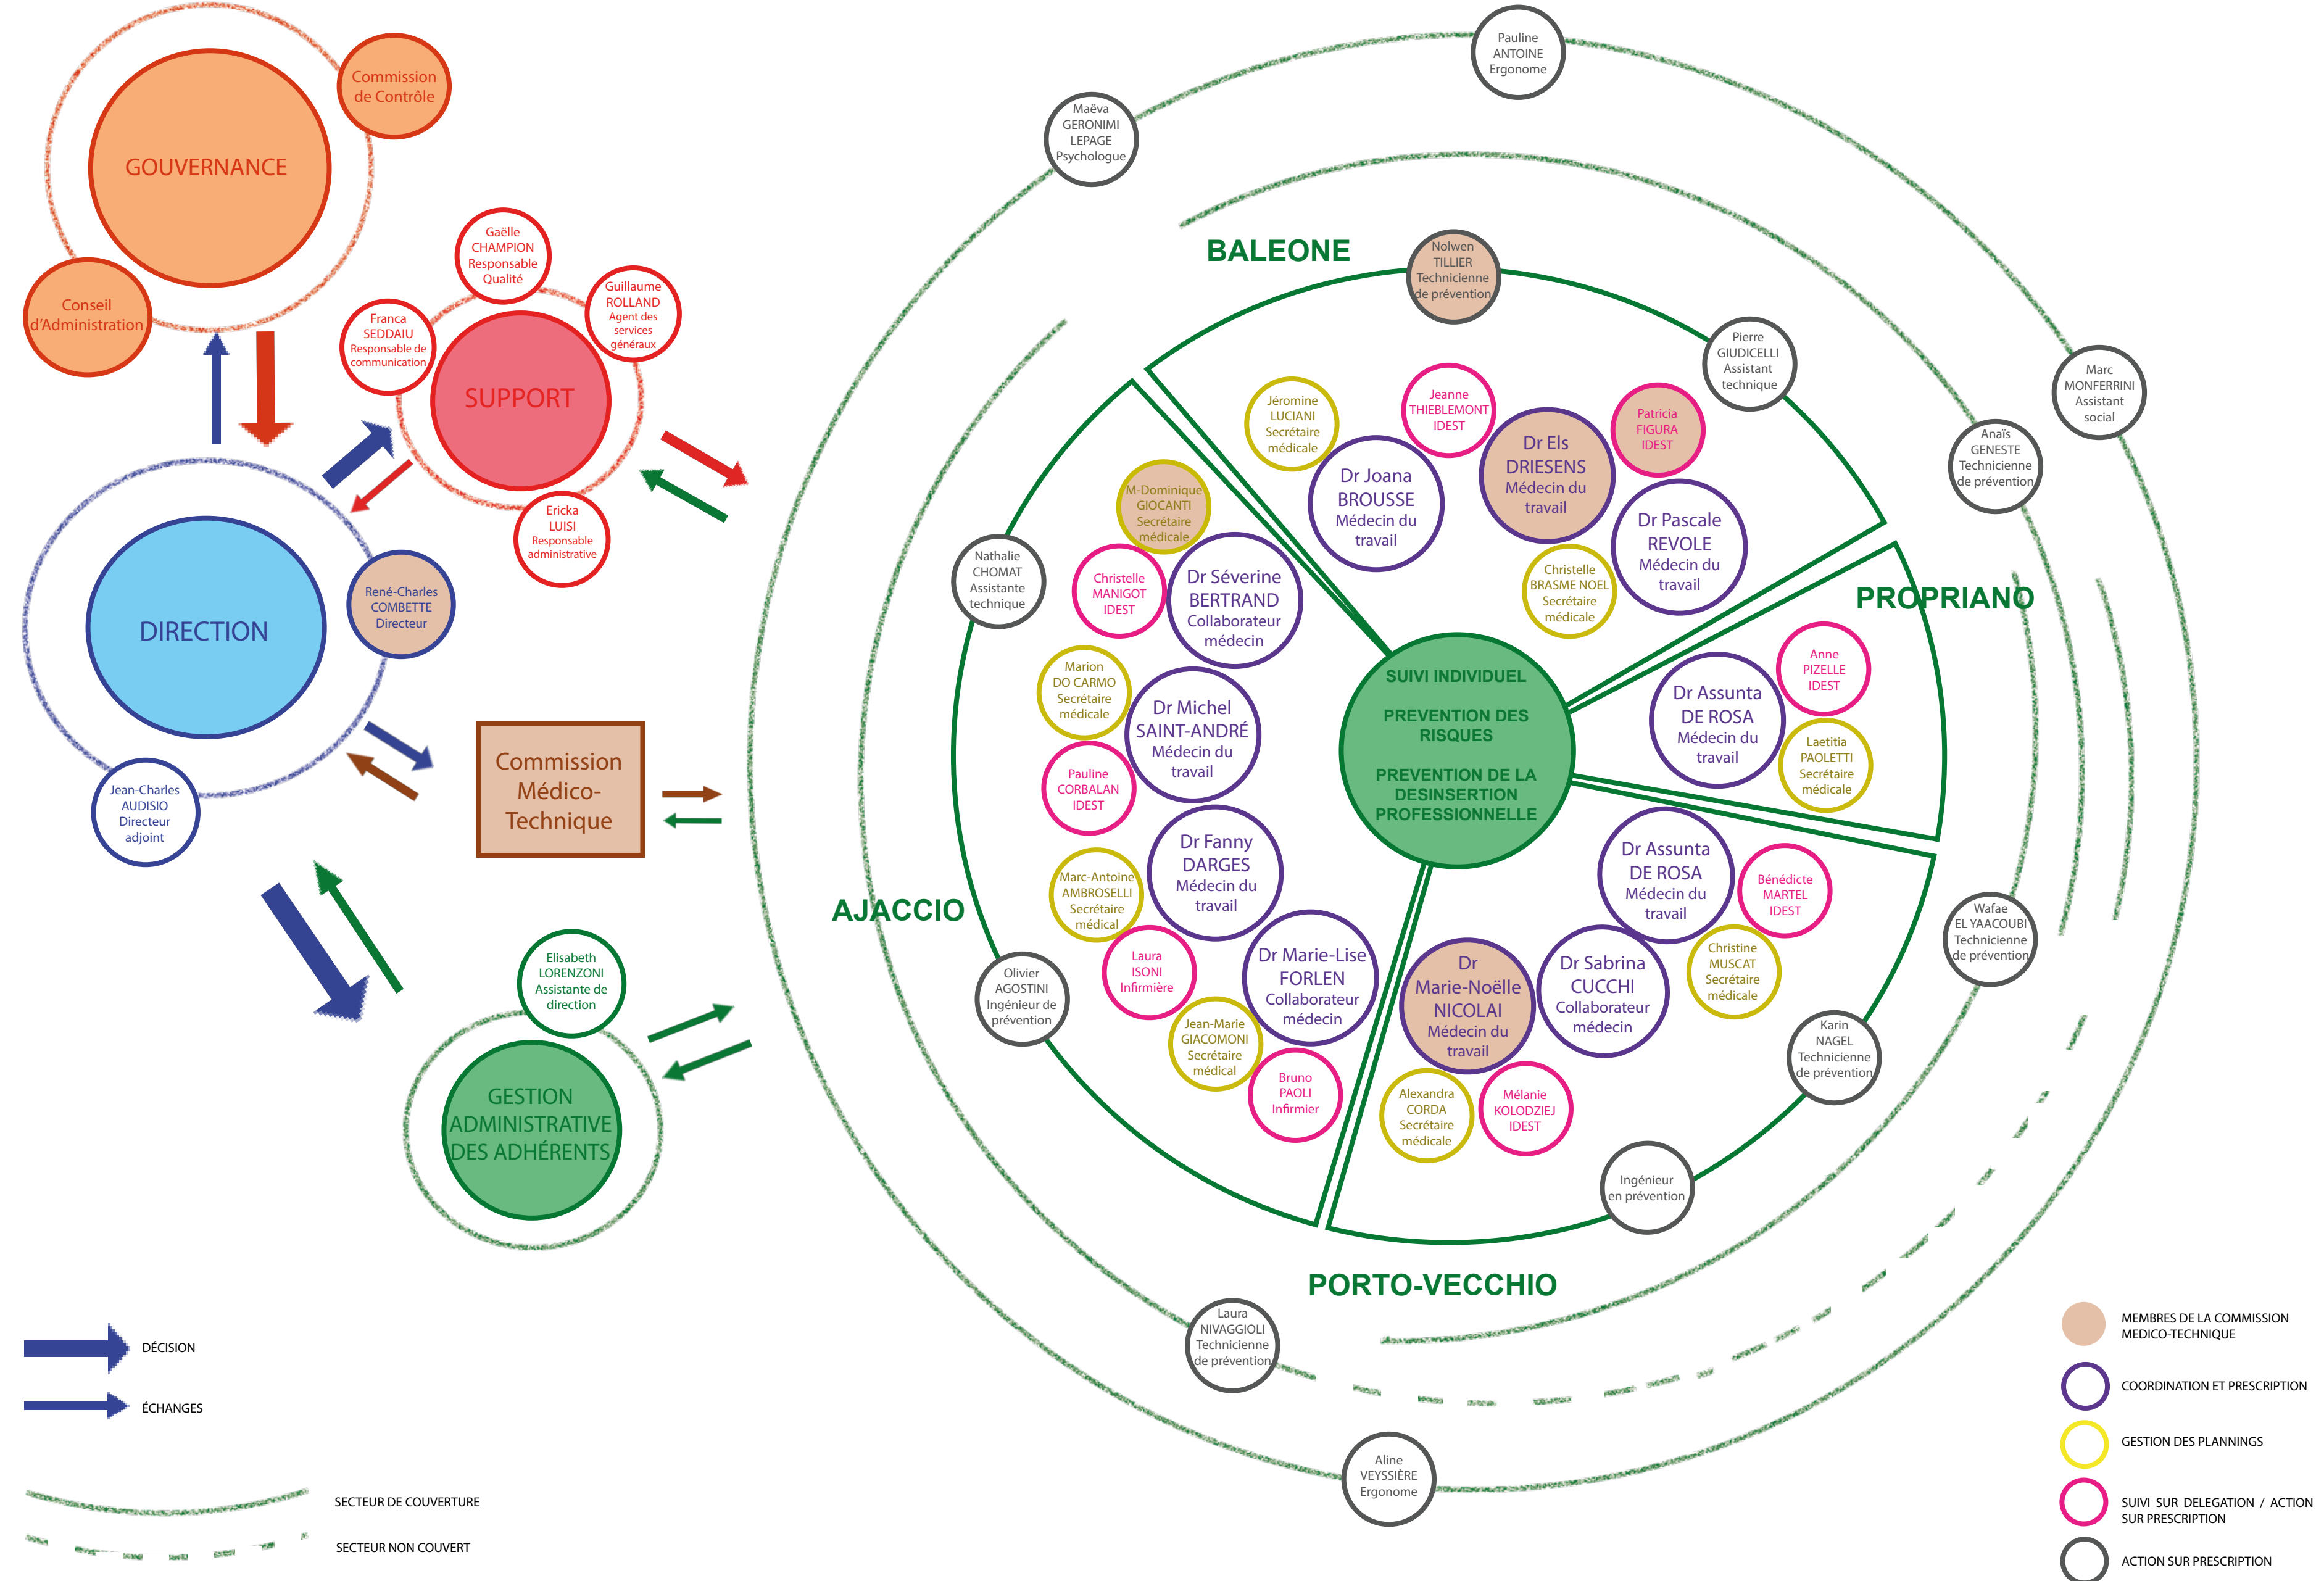 GOUVERNANCE
Commission
de Contrôle
Conseil
d'Administration
Gaëlle
CHAMPION
Responsable
Qualité
Guillaume
ROLLAND
Agent des
services
généraux
Franca
SEDDAIU
Responsable de
communication
SUPPORT
Ericka
LUISI
Responsable
administrative
DIRECTION
René-Charles
COMBETTE
Directeur
Jean-Charles
AUDISIO
Directeur
adjoint
Commission
Médico-
Technique
Elisabeth
LORENZONI
Assistante de
direction
GESTION
ADMINISTRATIVE
DES ADHÉRENTS
DÉCISION
ÉCHANGES
SECTEUR DE COUVERTURE
SECTEUR NON COUVERT
Pauline
ANTOINE
Ergonome
Maëva
GERONIMI
LEPAGE
Psychologue
Marc
MONFERRINI
Assistant
social
Anaïs
GENESTE
Technicienne
de prévention
BALEONE
Nolwen
TILLIER
Technicienne
de prévention
Pierre
GIUDICELLI
Assistant
technique
Jéromine
LUCIANI
Secrétaire
médicale
Jeanne
THIEBLEMONT
IDEST
Patricia
FIGURA
IDEST
Dr Joana
BROUSSE
Médecin du
travail
Dr Els
DRIESENS
Médecin du
travail
Dr Pascale
REVOLE
Médecin du
travail
Christelle
BRASME NOEL
Secrétaire
médicale
PROPRIANO
Anne
PIZELLE
IDEST
Dr Assunta
DE ROSA
Médecin du
travail
Laetitia
PAOLETTI
Secrétaire
médicale
SUIVI INDIVIDUEL
PREVENTION DES
RISQUES
PREVENTION DE LA
DESINSERTION
PROFESSIONNELLE
AJACCIO
Nathalie
CHOMAT
Assistante
technique
M-Dominique
GIOCANTI
Secrétaire
médicale
Christelle
MANIGOT
IDEST
Dr Séverine
BERTRAND
Collaborateur
médecin
Marion
DO CARMO
Secrétaire
médicale
Dr Michel
SAINT-ANDRÉ
Médecin du
travail
Pauline
CORBALAN
IDEST
Dr Fanny
DARGES
Médecin du
travail
Marc-Antoine
AMBROSELLI
Secrétaire
médical
Laura
ISONI
Infirmière
Dr Marie-Lise
FORLEN
Collaborateur
médecin
Jean-Marie
GIACOMONI
Secrétaire
médical
Bruno
PAOLI
Infirmier
Olivier
AGOSTINI
Ingénieur de
prévention
Dr Assunta
DE ROSA
Médecin du
travail
Bénédicte
MARTEL
IDEST
Christine
MUSCAT
Secrétaire
médicale
Dr Sabrina
CUCCHI
Collaborateur
médecin
Dr
Marie-Noëlle
NICOLAI
Médecin du
travail
Alexandra
CORDA
Secrétaire
médicale
Mélanie
KOLODZIEJ
IDEST
Wafae
EL YAACOUBI
Technicienne
de prévention
Karin
NAGEL
Technicienne
de prévention
Ingénieur
en prévention
PORTO-VECCHIO
Laura
NIVAGGIOLI
Technicienne
de prévention
Aline
VEYSSIÈRE
Ergonome
MEMBRES DE LA COMMISSION
MEDICO-TECHNIQUE
COORDINATION ET PRESCRIPTION
GESTION DES PLANNINGS
SUIVI SUR DELEGATION / ACTION
SUR PRESCRIPTION
ACTION SUR PRESCRIPTION